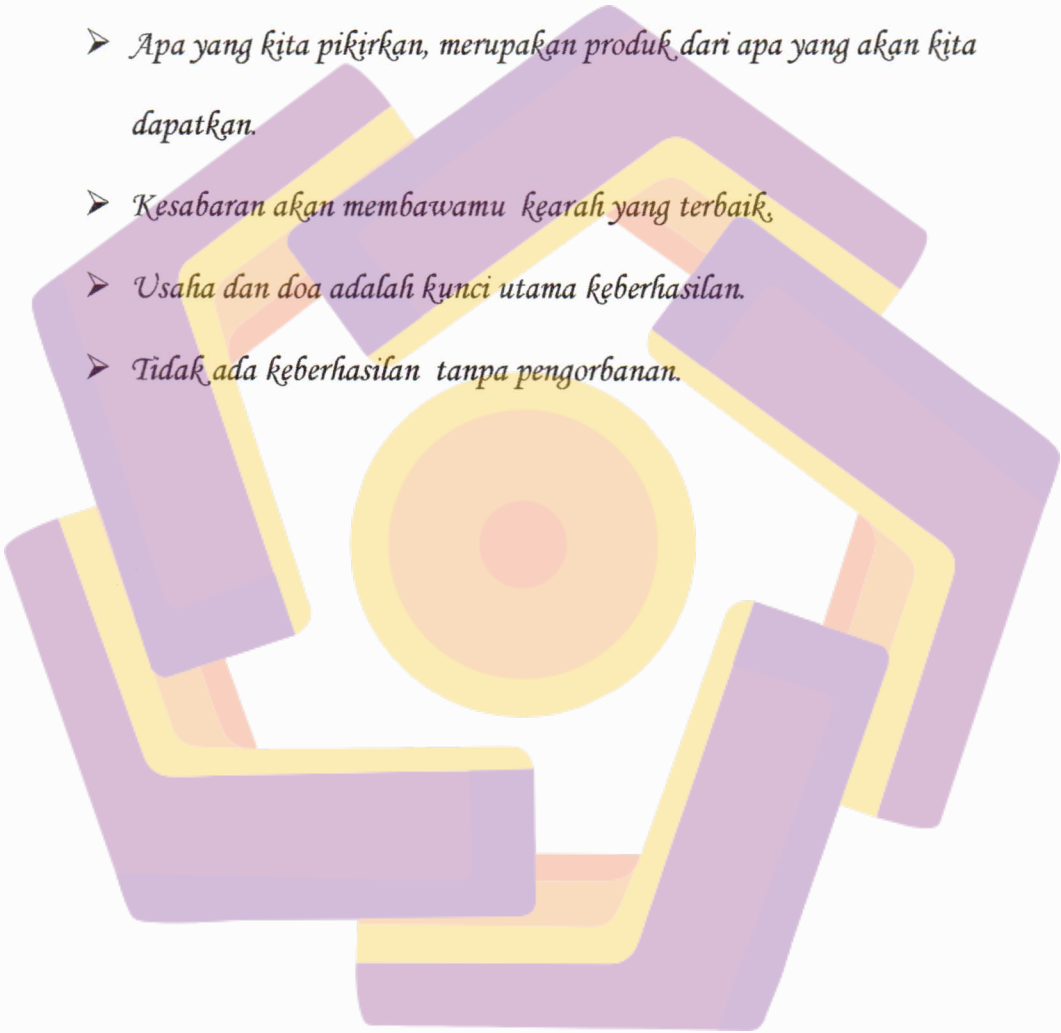 ➢ Apa yang kita pikirkan, merupakan produk dari apa yang akan kita
dapatkan.
➢ Kesabaran akan membawamu kearah yang terbaik,
➢ Usaha dan doa adalah kunci utama keberhasilan.
➢ Tidak ada keberhasilan tanpa pengorbanan.